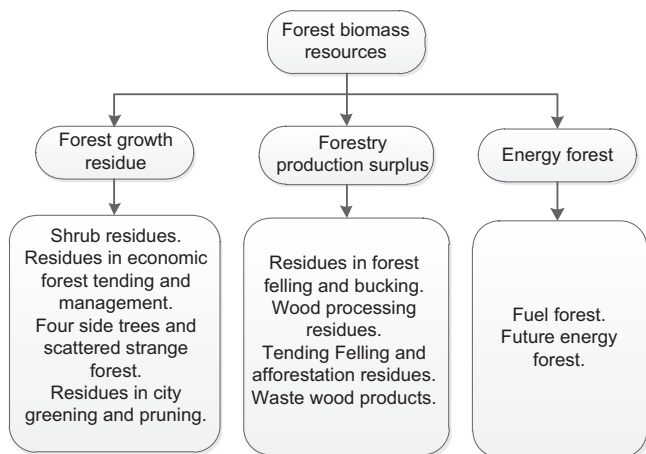 Forest biomass
resources
Forest growth
residue
Forestry
production surplus
Energy forest
Shrub residues.
Residues in economic
forest tending and
management.
Four side trees and
scattered strange
forest.
Residues in city
greening and pruning.
Residues in forest
felling and bucking.
Wood processing
residues.
Tending Felling and
afforestation residues.
Waste wood products.
Fuel forest.
Future energy
forest.